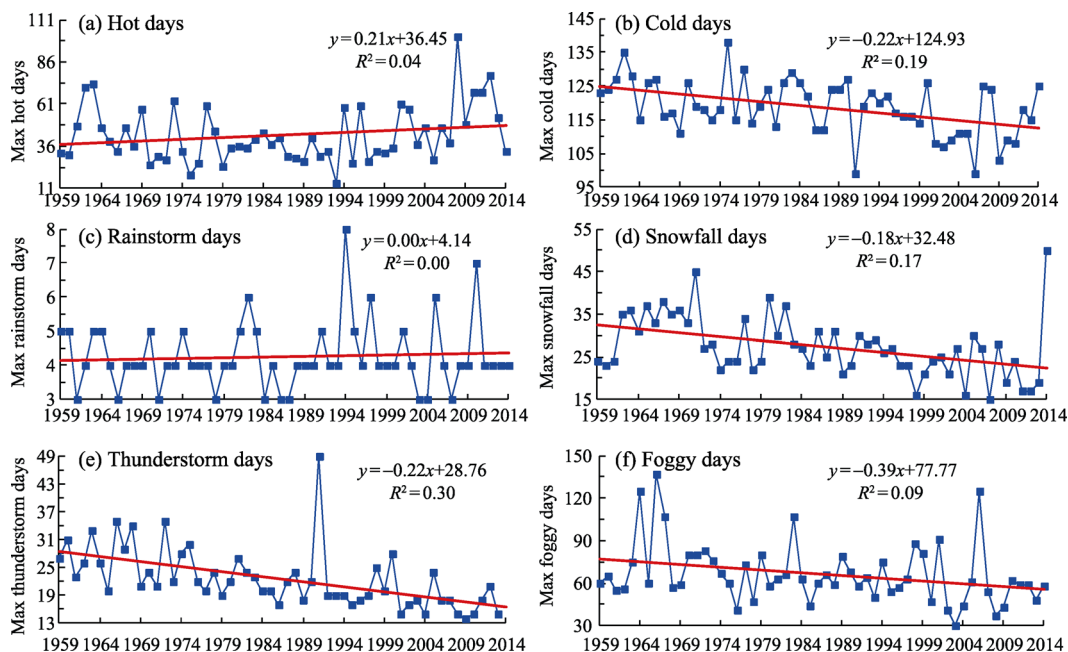 (a) Hot days
y=0.21x+36.45
R²=0.04
Max hot days
111
86
61
36
11
1959 1964 1969 1974 1979 1984 1989 1994 1999 2004 2009 2014
(b) Cold days
y=−0.22x+124.93
R²=0.19
Max cold days
145
135
125
115
105
95
1959 1964 1969 1974 1979 1984 1989 1994 1999 2004 2009 2014
(c) Rainstorm days
y=0.00x+4.14
R²=0.00
Max rainstorm days
8
7
6
5
4
3
1959 1964 1969 1974 1979 1984 1989 1994 1999 2004 2009 2014
(d) Snowfall days
y=−0.18x+32.48
R²=0.17
Max snowfall days
55
45
35
25
15
1959 1964 1969 1974 1979 1984 1989 1994 1999 2004 2009 2014
(e) Thunderstorm days
y=−0.22x+28.76
R²=0.30
Max thunderstorm days
49
43
37
31
25
19
13
1959 1964 1969 1974 1979 1984 1989 1994 1999 2004 2009 2014
(f) Foggy days
y=−0.39x+77.77
R²=0.09
Max foggy days
150
120
90
60
30
1959 1964 1969 1974 1979 1984 1989 1994 1999 2004 2009 2014